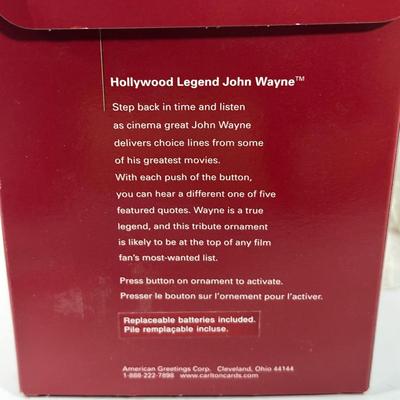 Hollywood Legend John Wayne™
Step back in time and listen
as cinema great John Wayne
delivers choice lines from some
of his greatest movies.
With each push of the button,
you can hear a different one of five
featured quotes. Wayne is a true
legend, and this tribute ornament
is likely to be at the top of any film
fan's most-wanted list.
Press button on ornament to activate.
Presser le bouton sur l'ornement pour l'activer.
Replaceable batteries included.
Pile remplaçable incluse.
American Greetings Corp. Cleveland, Ohio 44144
1-888-222-7898 www.carltoncards.com